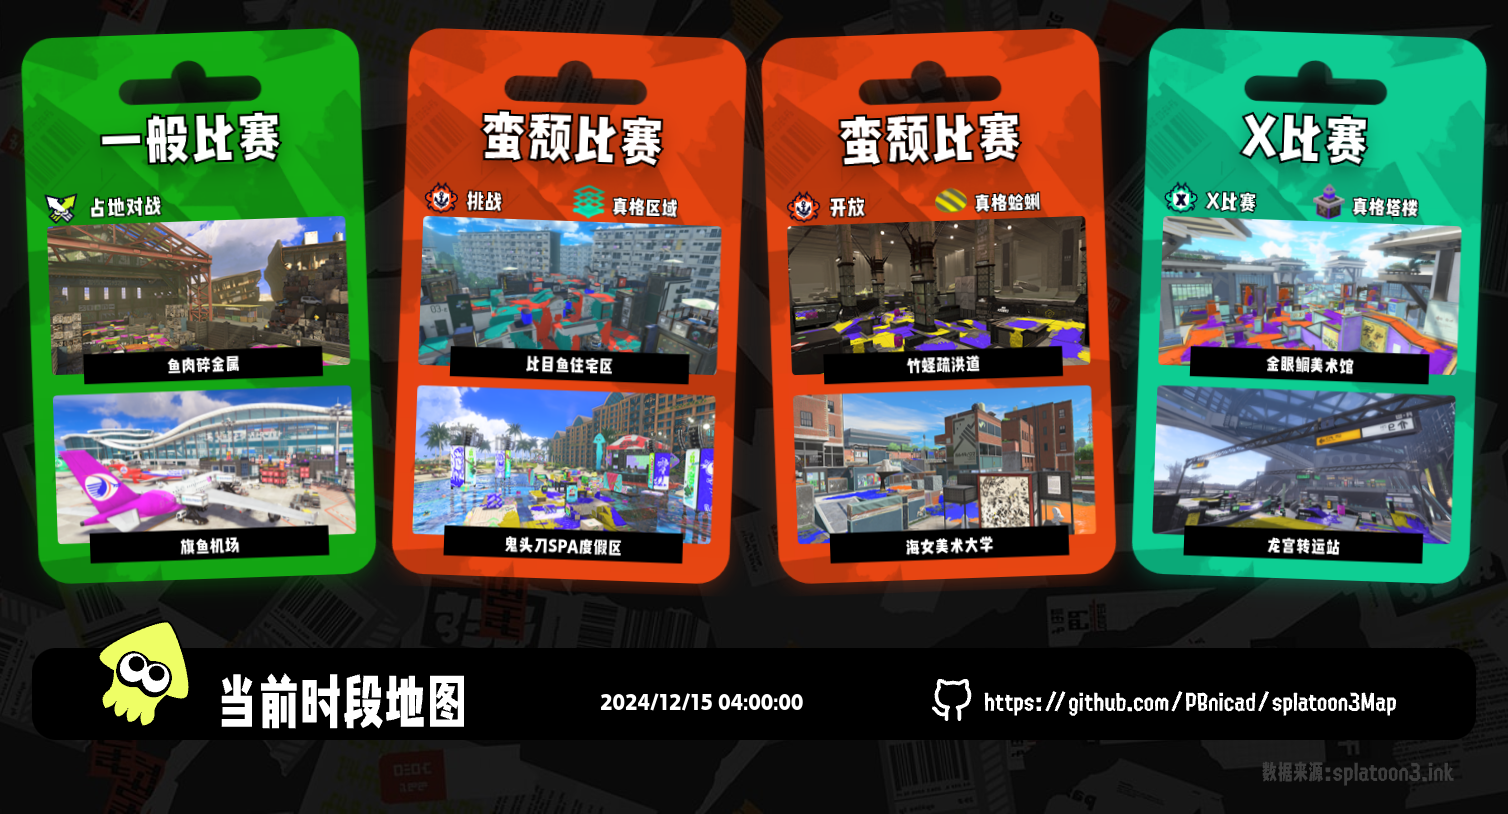 一般比赛
占地对战
鱼肉碎金属
旗鱼机场
蛮颓比赛
挑战
真格区域
比目鱼住宅区
鬼头刀SPA度假区
蛮颓比赛
开放
真格蛤蜊
竹蛏疏洪道
海女美术大学
X比赛
X比赛
真格塔楼
金眼鲷美术馆
龙宫转运站
当前时段地图
2024/12/15 04:00:00
https://github.com/PBnicad/splatoon3Map
数据来源:splatoon3.ink